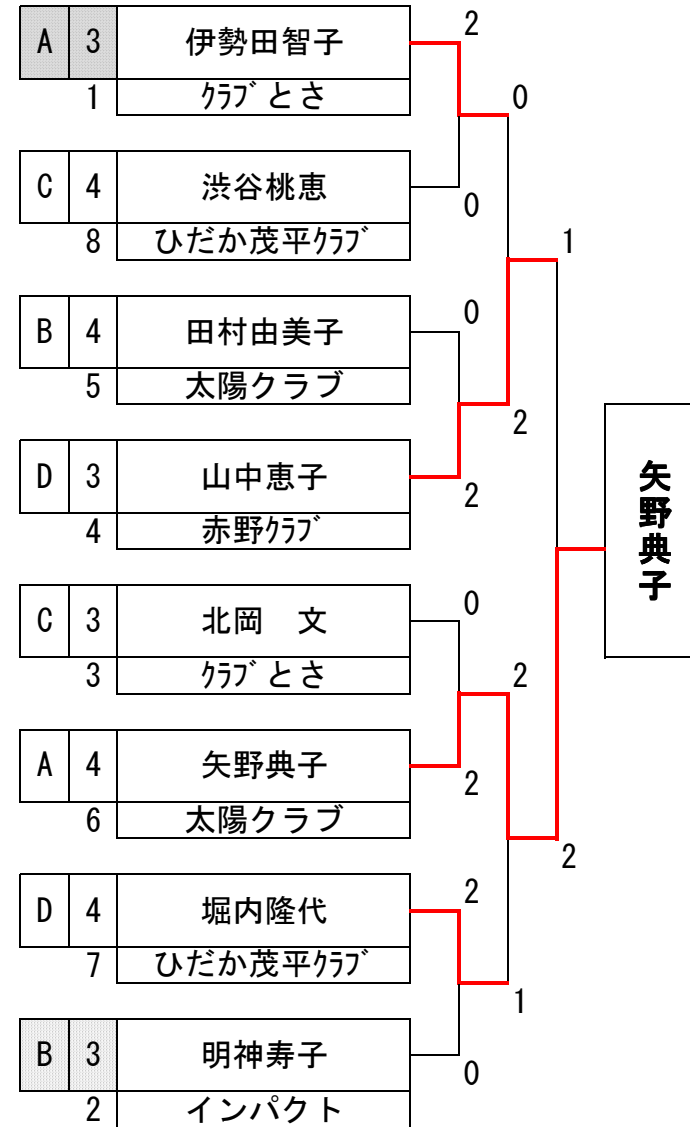 A 3 伊勢田智子 2
1 ｸﾗﾌﾞとさ 0
C 4 渋谷桃恵 0
8 ひだか茂平ｸﾗﾌﾞ 1
B 4 田村由美子 0
5 太陽クラブ 2
D 3 山中恵子 2
4 赤野ｸﾗﾌﾞ
矢野典子
C 3 北岡　文 0
3 ｸﾗﾌﾞとさ 2
A 4 矢野典子 2
6 太陽クラブ 2
D 4 堀内隆代 2
7 ひだか茂平ｸﾗﾌﾞ 1
B 3 明神寿子 0
2 インパクト